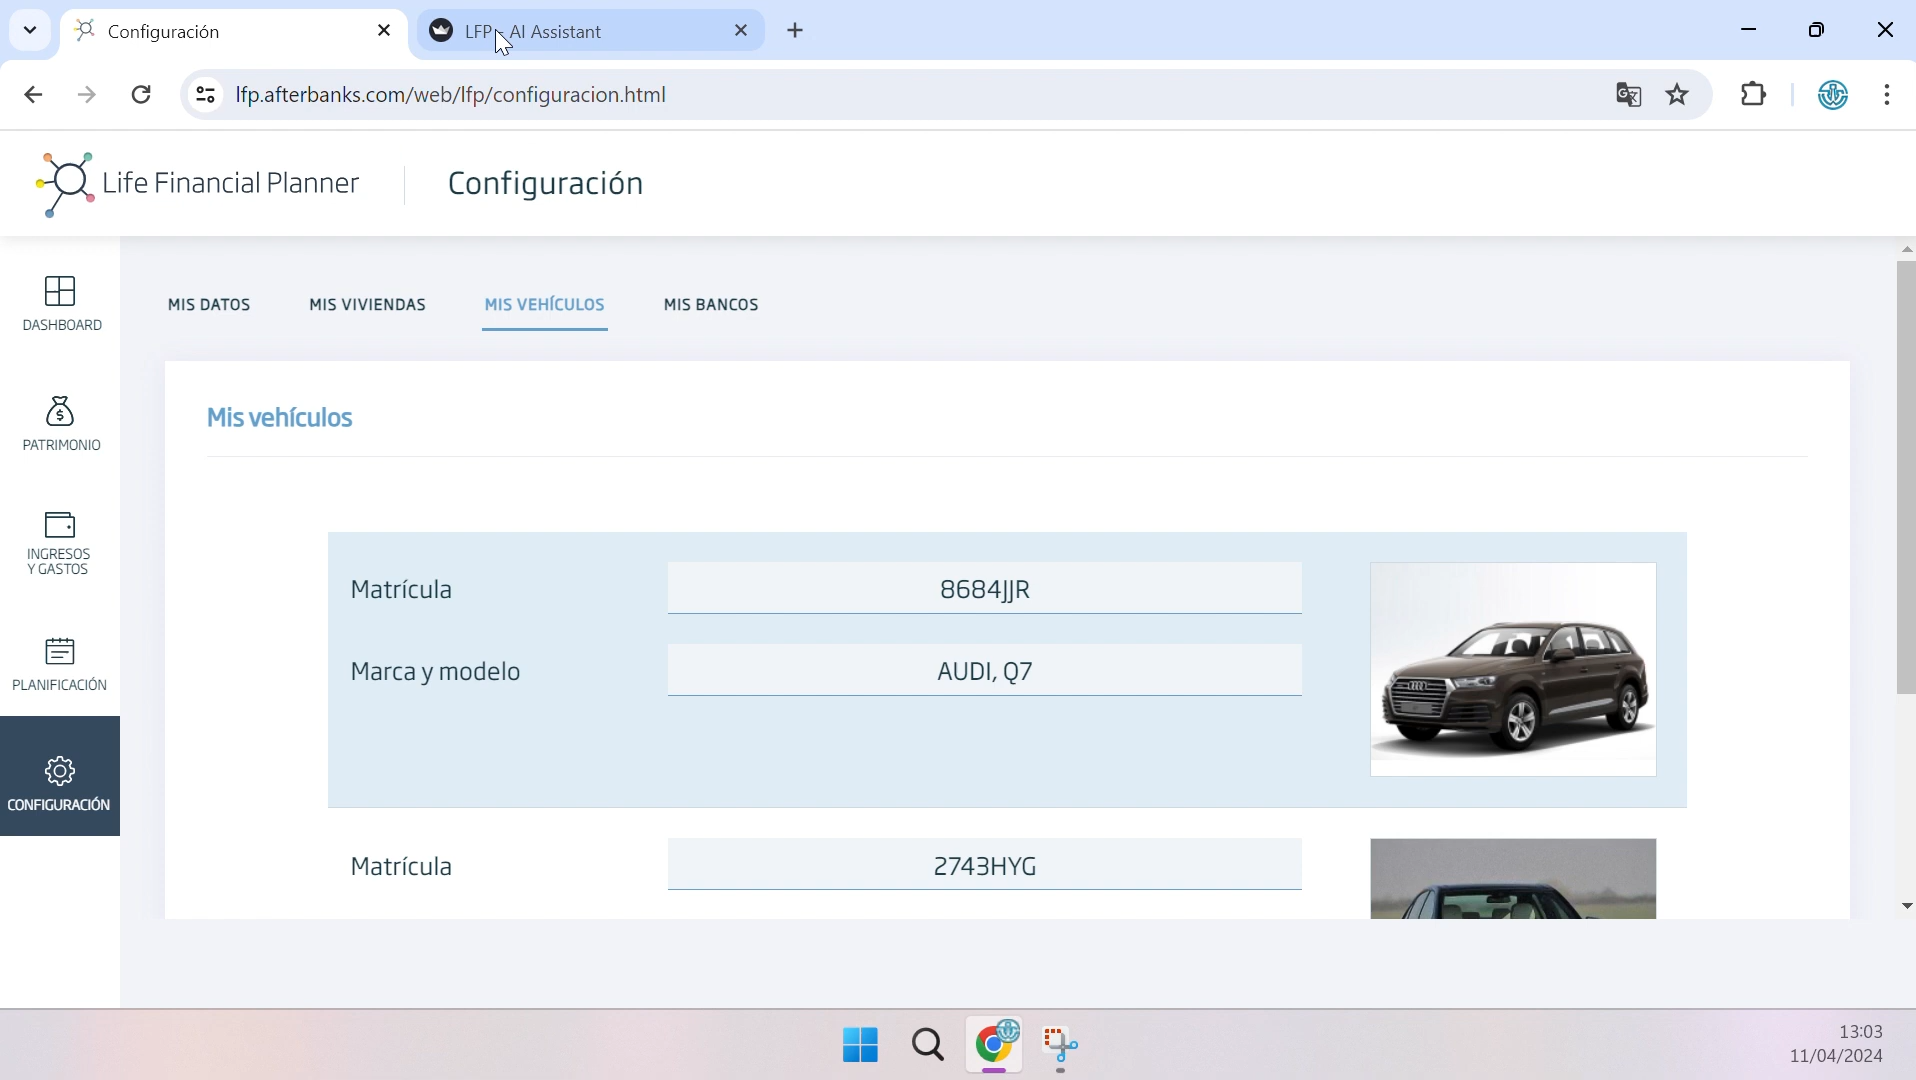 Configuración
LFP - AI Assistant
lfp.afterbanks.com/web/lfp/configuracion.html
Life Financial Planner
Configuración
DASHBOARD
PATRIMONIO
INGRESOS
Y GASTOS
PLANIFICACIÓN
CONFIGURACIÓN
MIS DATOS
MIS VIVIENDAS
MIS VEHÍCULOS
MIS BANCOS
Mis vehículos
Matrícula
8684JJR
Marca y modelo
AUDI, Q7
Matrícula
2743HYG
13:03
11/04/2024